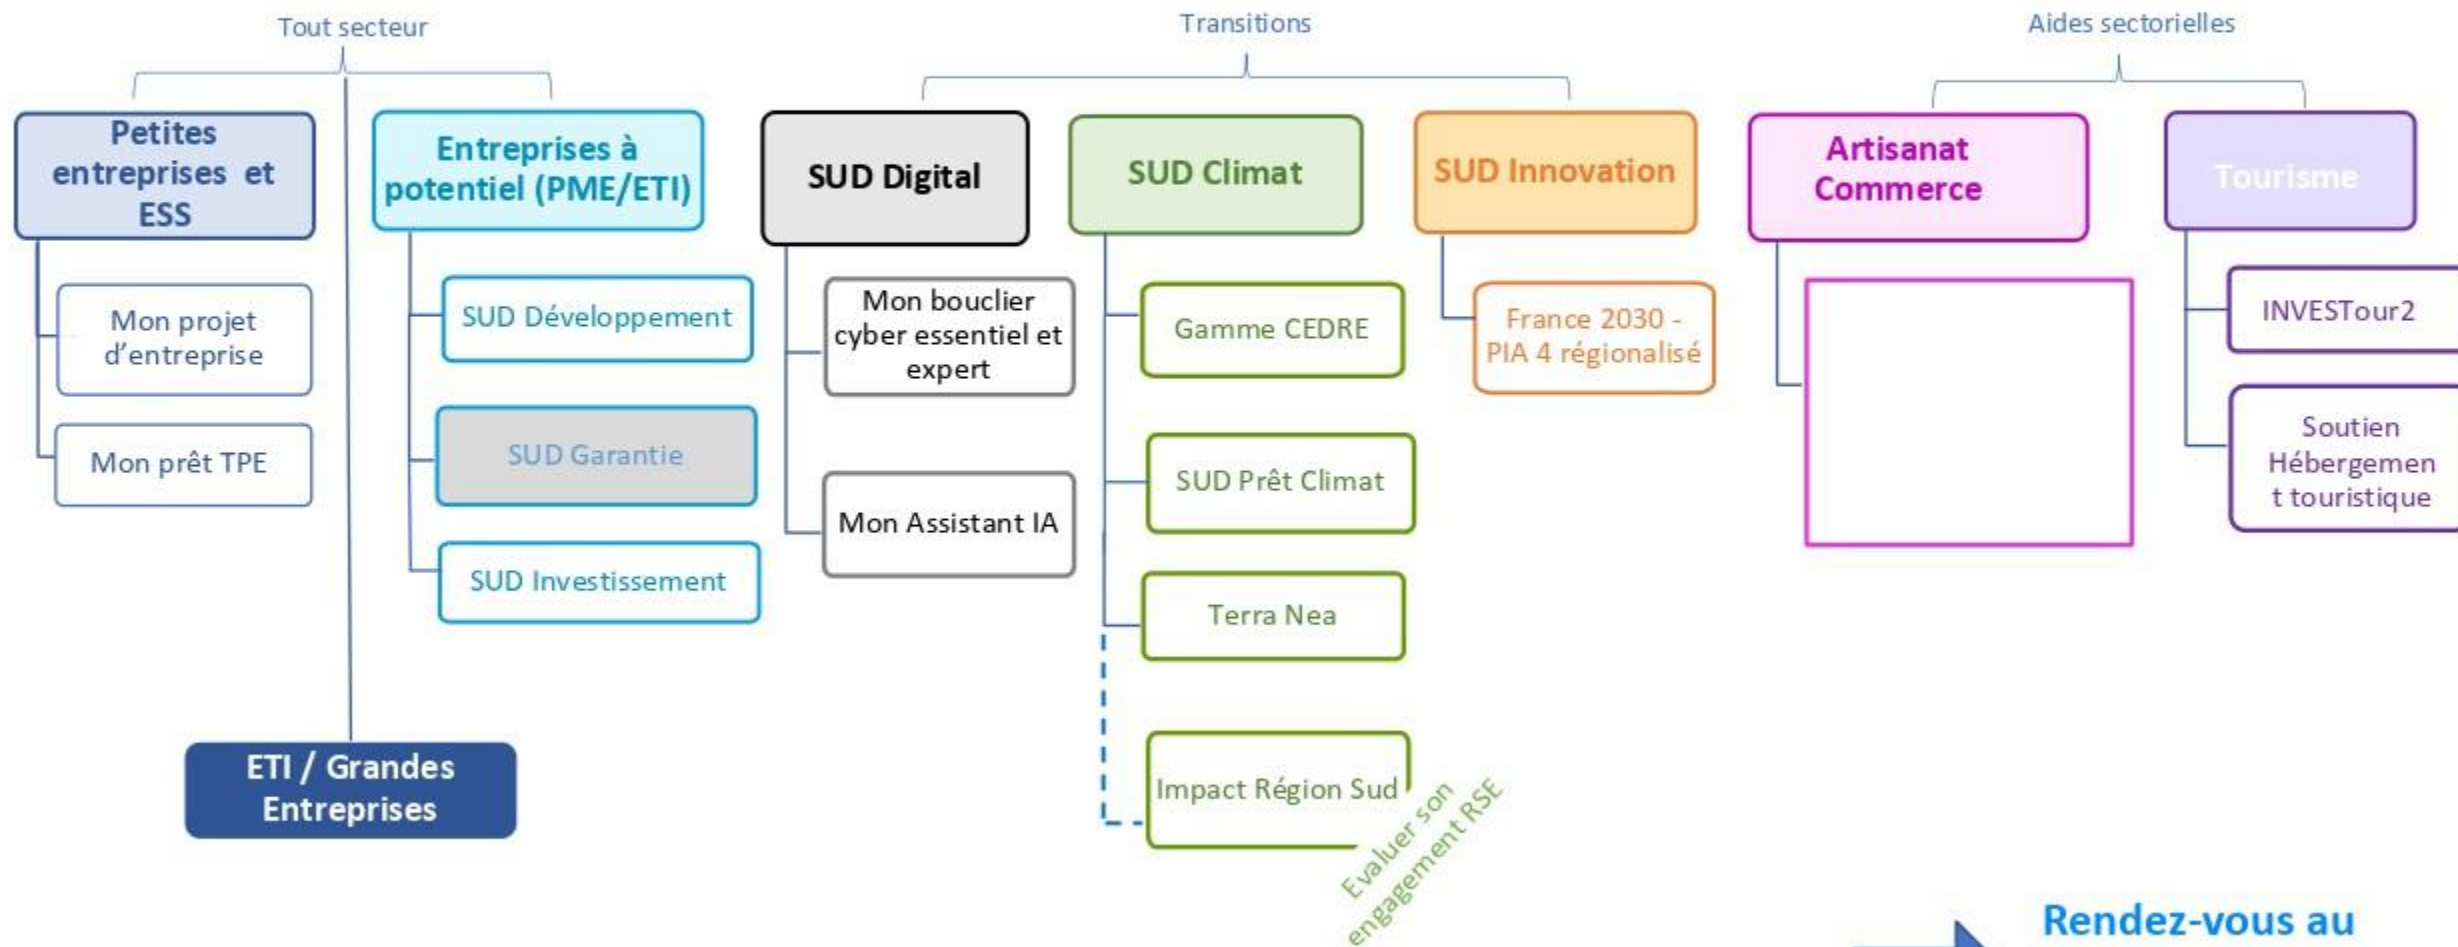 Tout secteur
Transitions
Aides sectorielles
Petites
entreprises et
ESS
Mon projet
d’entreprise
Mon prêt TPE
Entreprises à
potentiel (PME/ETI)
SUD Développement
SUD Garantie
SUD Investissement
ETI / Grandes
Entreprises
SUD Digital
Mon bouclier
cyber essentiel et
expert
Mon Assistant IA
SUD Climat
Gamme CEDRE
SUD Prêt Climat
Terra Nea
Impact Région Sud
Evaluer son
engagement RSE
SUD Innovation
France 2030 -
PIA 4 régionalisé
Artisanat
Commerce
Tourisme
INVESTour2
Soutien
Hébergemen
t touristique
Rendez-vous au